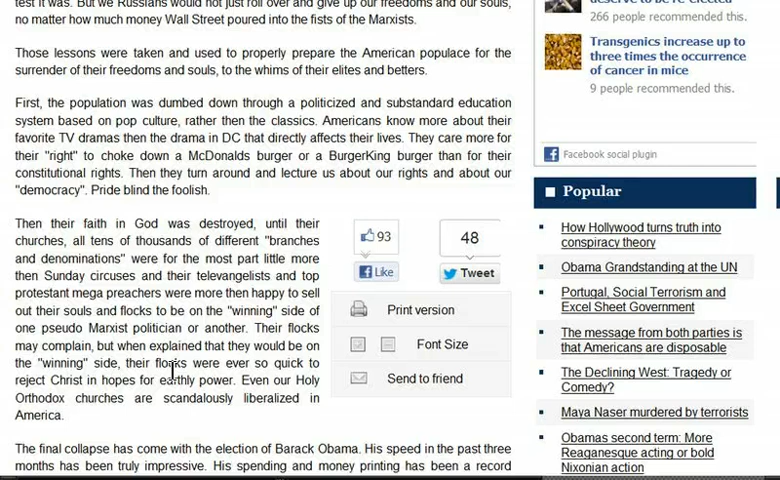 test it was. But we Russians would not just roll over and give up our freedoms and our souls,
no matter how much money Wall Street poured into the fists of the Marxists.
Those lessons were taken and used to properly prepare the American populace for the
surrender of their freedoms and souls, to the whims of their elites and betters.
First, the population was dumbed down through a politicized and substandard education
system based on pop culture, rather then the classics. Americans know more about their
favorite TV dramas then the drama in DC that directly affects their lives. They care more for
their "right" to choke down a McDonalds burger or a BurgerKing burger than for their
constitutional rights. Then they turn around and lecture us about our rights and about our
"democracy". Pride blind the foolish.
Then their faith in God was destroyed, until their
churches, all tens of thousands of different "branches
and denominations" were for the most part little more
then Sunday circuses and their televangelists and top
protestant mega preachers were more then happy to sell
out their souls and flocks to be on the "winning" side of
one pseudo Marxist politician or another. Their flocks
may complain, but when explained that they would be on
the "winning" side, their flocks were ever so quick to
reject Christ in hopes for earthly power. Even our Holy
Orthodox churches are scandalously liberalized in
America.
The final collapse has come with the election of Barack Obama. His speed in the past three
months has been truly impressive. His spending and money printing has been a record
93
48
Like
Tweet
Print version
Font Size
Send to friend
deserve to be re-elected
266 people recommended this.
Transgenics increase up to
three times the occurrence
of cancer in mice
9 people recommended this.
Facebook social plugin
Popular
How Hollywood turns truth into
conspiracy theory
Obama Grandstanding at the UN
Portugal, Social Terrorism and
Excel Sheet Government
The message from both parties is
that Americans are disposable
The Declining West: Tragedy or
Comedy?
Maya Naser murdered by terrorists
Obamas second term: More
Reaganesque acting or bold
Nixonian action